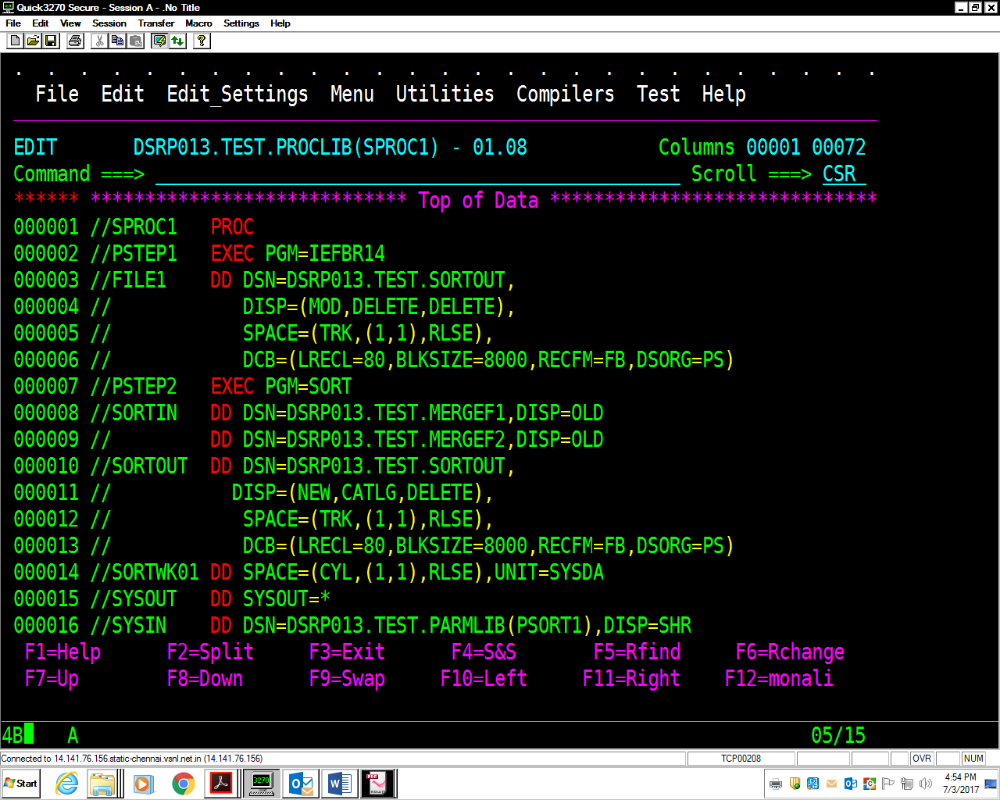 Quick3270 Secure - Session A - .No Title
File Edit View Session Transfer Macro Settings Help
. . . . . . . . . . . . . . . . . . . . . . . . . . .
File Edit Edit_Settings Menu Utilities Compilers Test Help
EDIT DSRP013.TEST.PROCLIB(SPROC1) - 01.08 Columns 00001 00072
Command ===> Scroll ===> CSR
****** ***************************** Top of Data ******************************
000001 //SPROC1   PROC
000002 //PSTEP1   EXEC PGM=IEFBR14
000003 //FILE1    DD DSN=DSRP013.TEST.SORTOUT,
000004 //            DISP=(MOD,DELETE,DELETE),
000005 //            SPACE=(TRK,(1,1),RLSE),
000006 //            DCB=(LRECL=80,BLKSIZE=8000,RECFM=FB,DSORG=PS)
000007 //PSTEP2   EXEC PGM=SORT
000008 //SORTIN   DD DSN=DSRP013.TEST.MERGEF1,DISP=OLD
000009 //         DD DSN=DSRP013.TEST.MERGEF2,DISP=OLD
000010 //SORTOUT  DD DSN=DSRP013.TEST.SORTOUT,
000011 //           DISP=(NEW,CATLG,DELETE),
000012 //            SPACE=(TRK,(1,1),RLSE),
000013 //            DCB=(LRECL=80,BLKSIZE=8000,RECFM=FB,DSORG=PS)
000014 //SORTWK01 DD SPACE=(CYL,(1,1),RLSE),UNIT=SYSDA
000015 //SYSOUT   DD SYSOUT=*
000016 //SYSIN    DD DSN=DSRP013.TEST.PARMLIB(PSORT1),DISP=SHR
F1=Help F2=Split F3=Exit F4=S&S F5=Rfind F6=Rchange
F7=Up F8=Down F9=Swap F10=Left F11=Right F12=monali
4B A 05/15
Connected to 14.141.76.156.static-chennai.vsnl.net.in (14.141.76.156) TCP00208 OVR NUM
Start 3270 PDF 4:54 PM
7/3/2017